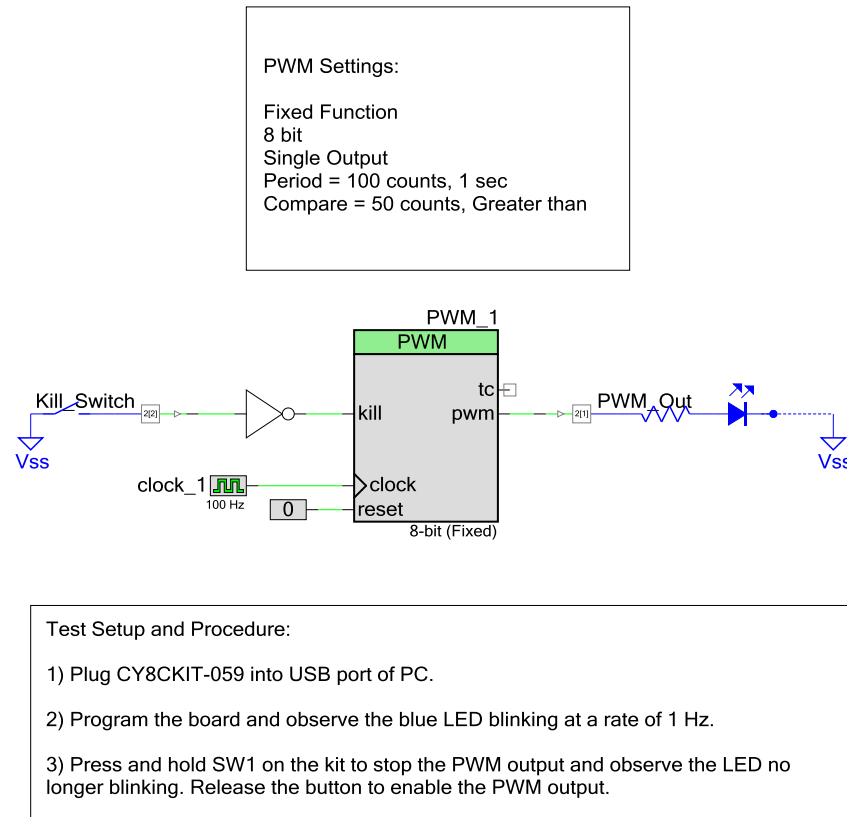 PWM Settings:
Fixed Function
8 bit
Single Output
Period = 100 counts, 1 sec
Compare = 50 counts, Greater than
PWM_1
PWM
tc
Kill_Switch
2[2]
kill
pwm
2[1]
PWM_Out
Vss
Vss
clock_1
100 Hz
clock
0
reset
8-bit (Fixed)
Test Setup and Procedure:
1) Plug CY8CKIT-059 into USB port of PC.
2) Program the board and observe the blue LED blinking at a rate of 1 Hz.
3) Press and hold SW1 on the kit to stop the PWM output and observe the LED no
longer blinking. Release the button to enable the PWM output.